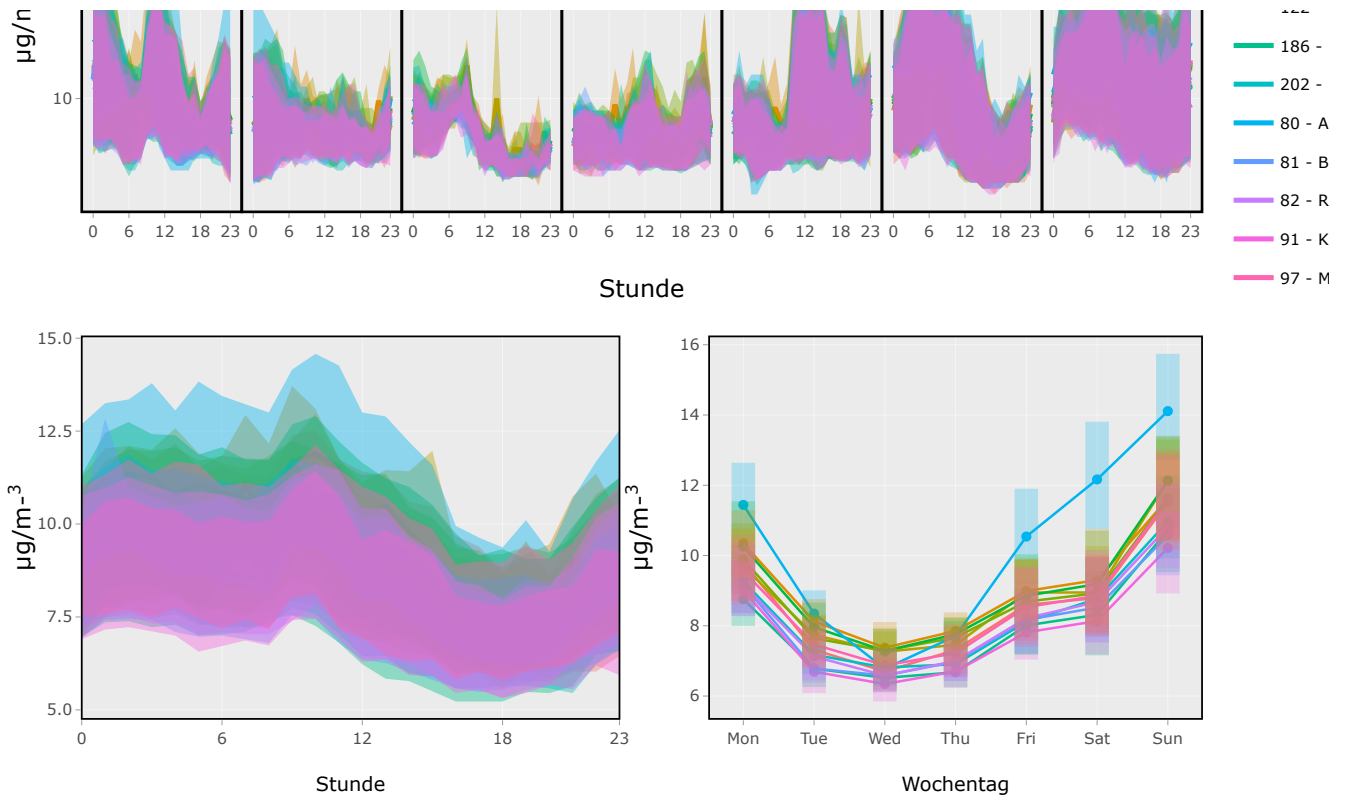 µg/m
10
0 6 12 18 23 0 6 12 18 23 0 6 12 18 23 0 6 12 18 23 0 6 12 18 23 0 6 12 18 23 0 6 12 18 23
Stunde
122
186 -
202 -
80 - A
81 - B
82 - R
91 - K
97 - M
µg/m-³
15.0
12.5
10.0
7.5
5.0
0 6 12 18 23
Stunde
µg/m-³
16
14
12
10
8
6
Mon Tue Wed Thu Fri Sat Sun
Wochentag